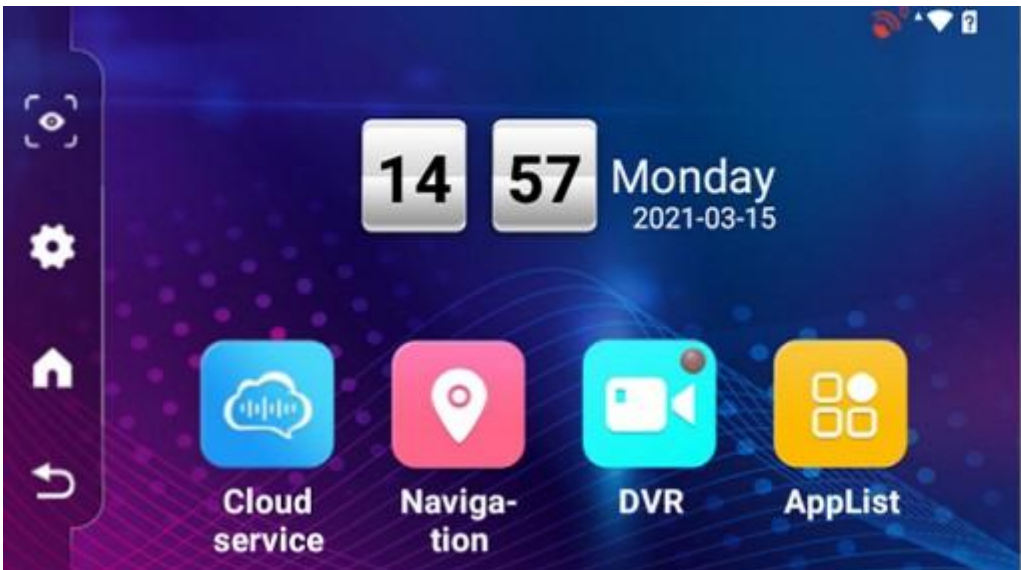 14 57 Monday
2021-03-15
Cloud
service
Naviga-
tion
DVR
AppList